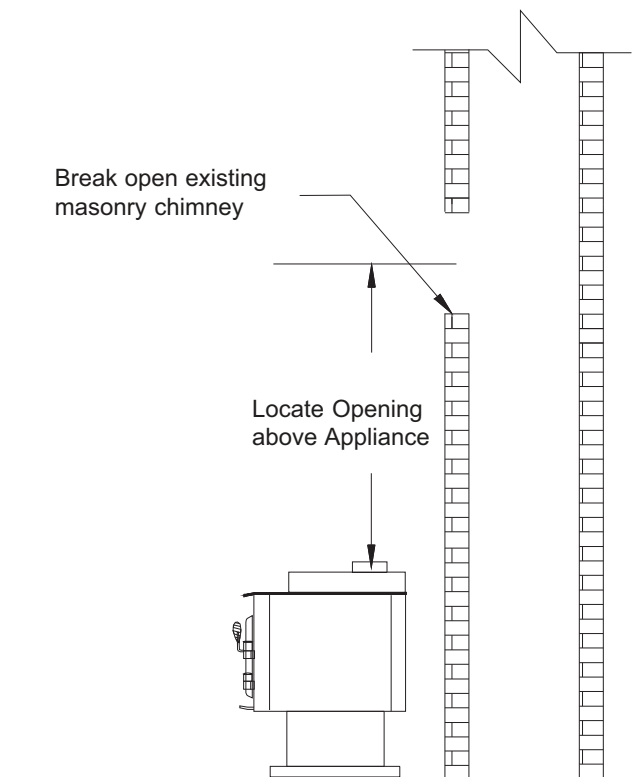 Break open existing
masonry chimney
Locate Opening
above Appliance